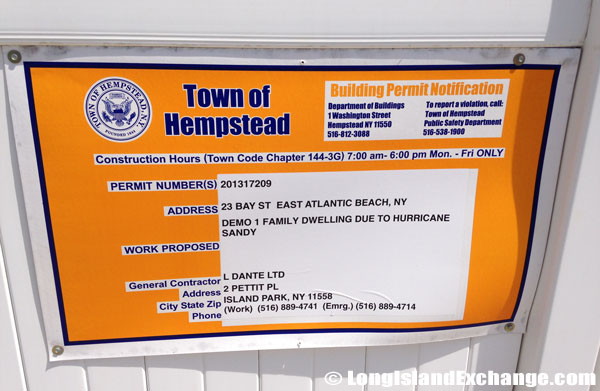 TOWN OF HEMPSTEAD, N.Y.
FOUNDED 1644
Town of
Hempstead
Building Permit Notification
Department of Buildings
1 Washington Street
Hempstead NY 11550
516-812-3088
To report a violation, call:
Town of Hempstead
Public Safety Department
516-538-1900
Construction Hours (Town Code Chapter 144-3G) 7:00 am- 6:00 pm Mon. - Fri ONLY
PERMIT NUMBER(S) 201317209
ADDRESS 23 BAY ST EAST ATLANTIC BEACH, NY
DEMO 1 FAMILY DWELLING DUE TO HURRICANE
SANDY
WORK PROPOSED
General Contractor L DANTE LTD
Address 2 PETTIT PL
City State Zip ISLAND PARK, NY 11558
Phone (Work) (516) 889-4741 (Emrg.) (516) 889-4714
© LongIslandExchange.com®